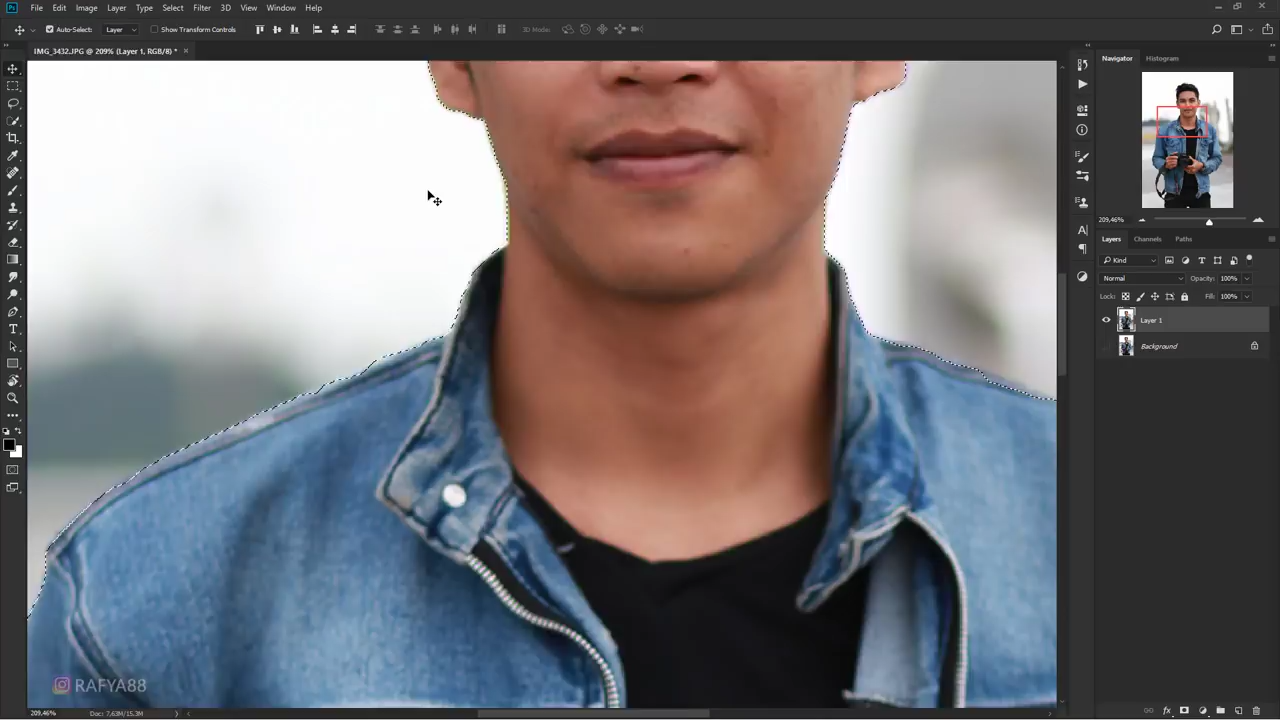 Ps File Edit Image Layer Type Select Filter 3D View Window Help
Auto-Select: Layer Show Transform Controls 3D Mode:
IMG_3432.JPG @ 209% (Layer 1, RGB/8) * ×
Navigator Histogram
209,46%
Layers Channels Paths
Kind
Normal Opacity: 100%
Lock: Fill: 100%
Layer 1
Background
RAFYA88
209,46% Doc: 7,63M/15,3M